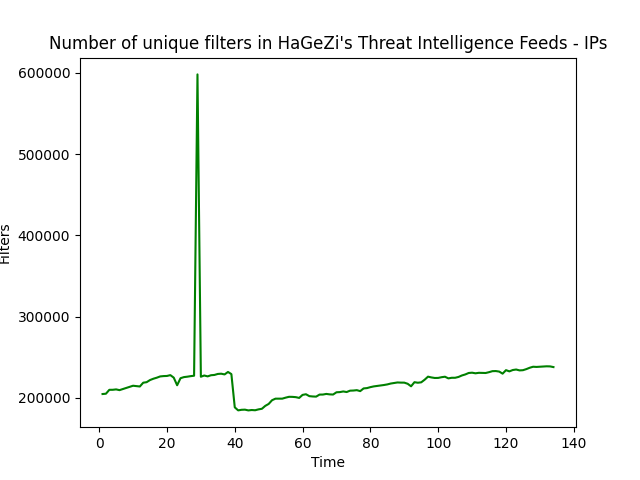 Number of unique filters in HaGeZi's Threat Intelligence Feeds - IPs
600000
500000
400000
300000
200000
Filters
0 20 40 60 80 100 120 140
Time